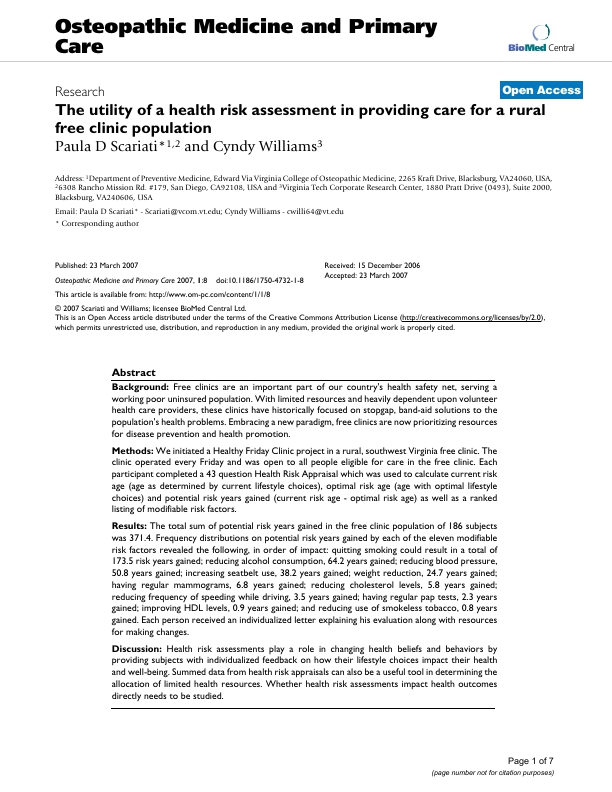 Osteopathic Medicine and Primary
Care
BioMed Central
Research
Open Access
The utility of a health risk assessment in providing care for a rural
free clinic population
Paula D Scariati*1,2 and Cyndy Williams3
Address: 1Department of Preventive Medicine, Edward Via Virginia College of Osteopathic Medicine, 2265 Kraft Drive, Blacksburg, VA24060, USA,
26308 Rancho Mission Rd. #179, San Diego, CA92108, USA and 3Virginia Tech Corporate Research Center, 1880 Pratt Drive (0493), Suite 2000,
Blacksburg, VA240606, USA
Email: Paula D Scariati* - Scariati@vcom.vt.edu; Cyndy Williams - cwilli64@vt.edu
* Corresponding author
Published: 23 March 2007
Osteopathic Medicine and Primary Care 2007, 1:8 doi:10.1186/1750-4732-1-8
Received: 15 December 2006
Accepted: 23 March 2007
This article is available from: http://www.om-pc.com/content/1/1/8
© 2007 Scariati and Williams; licensee BioMed Central Ltd.
This is an Open Access article distributed under the terms of the Creative Commons Attribution License (http://creativecommons.org/licenses/by/2.0),
which permits unrestricted use, distribution, and reproduction in any medium, provided the original work is properly cited.
Abstract
Background: Free clinics are an important part of our country's health safety net, serving a
working poor uninsured population. With limited resources and heavily dependent upon volunteer
health care providers, these clinics have historically focused on stopgap, band-aid solutions to the
population's health problems. Embracing a new paradigm, free clinics are now prioritizing resources
for disease prevention and health promotion.
Methods: We initiated a Healthy Friday Clinic project in a rural, southwest Virginia free clinic. The
clinic operated every Friday and was open to all people eligible for care in the free clinic. Each
participant completed a 43 question Health Risk Appraisal which was used to calculate current risk
age (age as determined by current lifestyle choices), optimal risk age (age with optimal lifestyle
choices) and potential risk years gained (current risk age - optimal risk age) as well as a ranked
listing of modifiable risk factors.
Results: The total sum of potential risk years gained in the free clinic population of 186 subjects
was 371.4. Frequency distributions on potential risk years gained by each of the eleven modifiable
risk factors revealed the following, in order of impact: quitting smoking could result in a total of
173.5 risk years gained; reducing alcohol consumption, 64.2 years gained; reducing blood pressure,
50.8 years gained; increasing seatbelt use, 38.2 years gained; weight reduction, 24.7 years gained;
having regular mammograms, 6.8 years gained; reducing cholesterol levels, 5.8 years gained;
reducing frequency of speeding while driving, 3.5 years gained; having regular pap tests, 2.3 years
gained; improving HDL levels, 0.9 years gained; and reducing use of smokeless tobacco, 0.8 years
gained. Each person received an individualized letter explaining his evaluation along with resources
for making changes.
Discussion: Health risk assessments play a role in changing health beliefs and behaviors by
providing subjects with individualized feedback on how their lifestyle choices impact their health
and well-being. Summed data from health risk appraisals can also be a useful tool in determining the
allocation of limited health resources. Whether health risk assessments impact health outcomes
directly needs to be studied.
Page 1 of 7
(page number not for citation purposes)